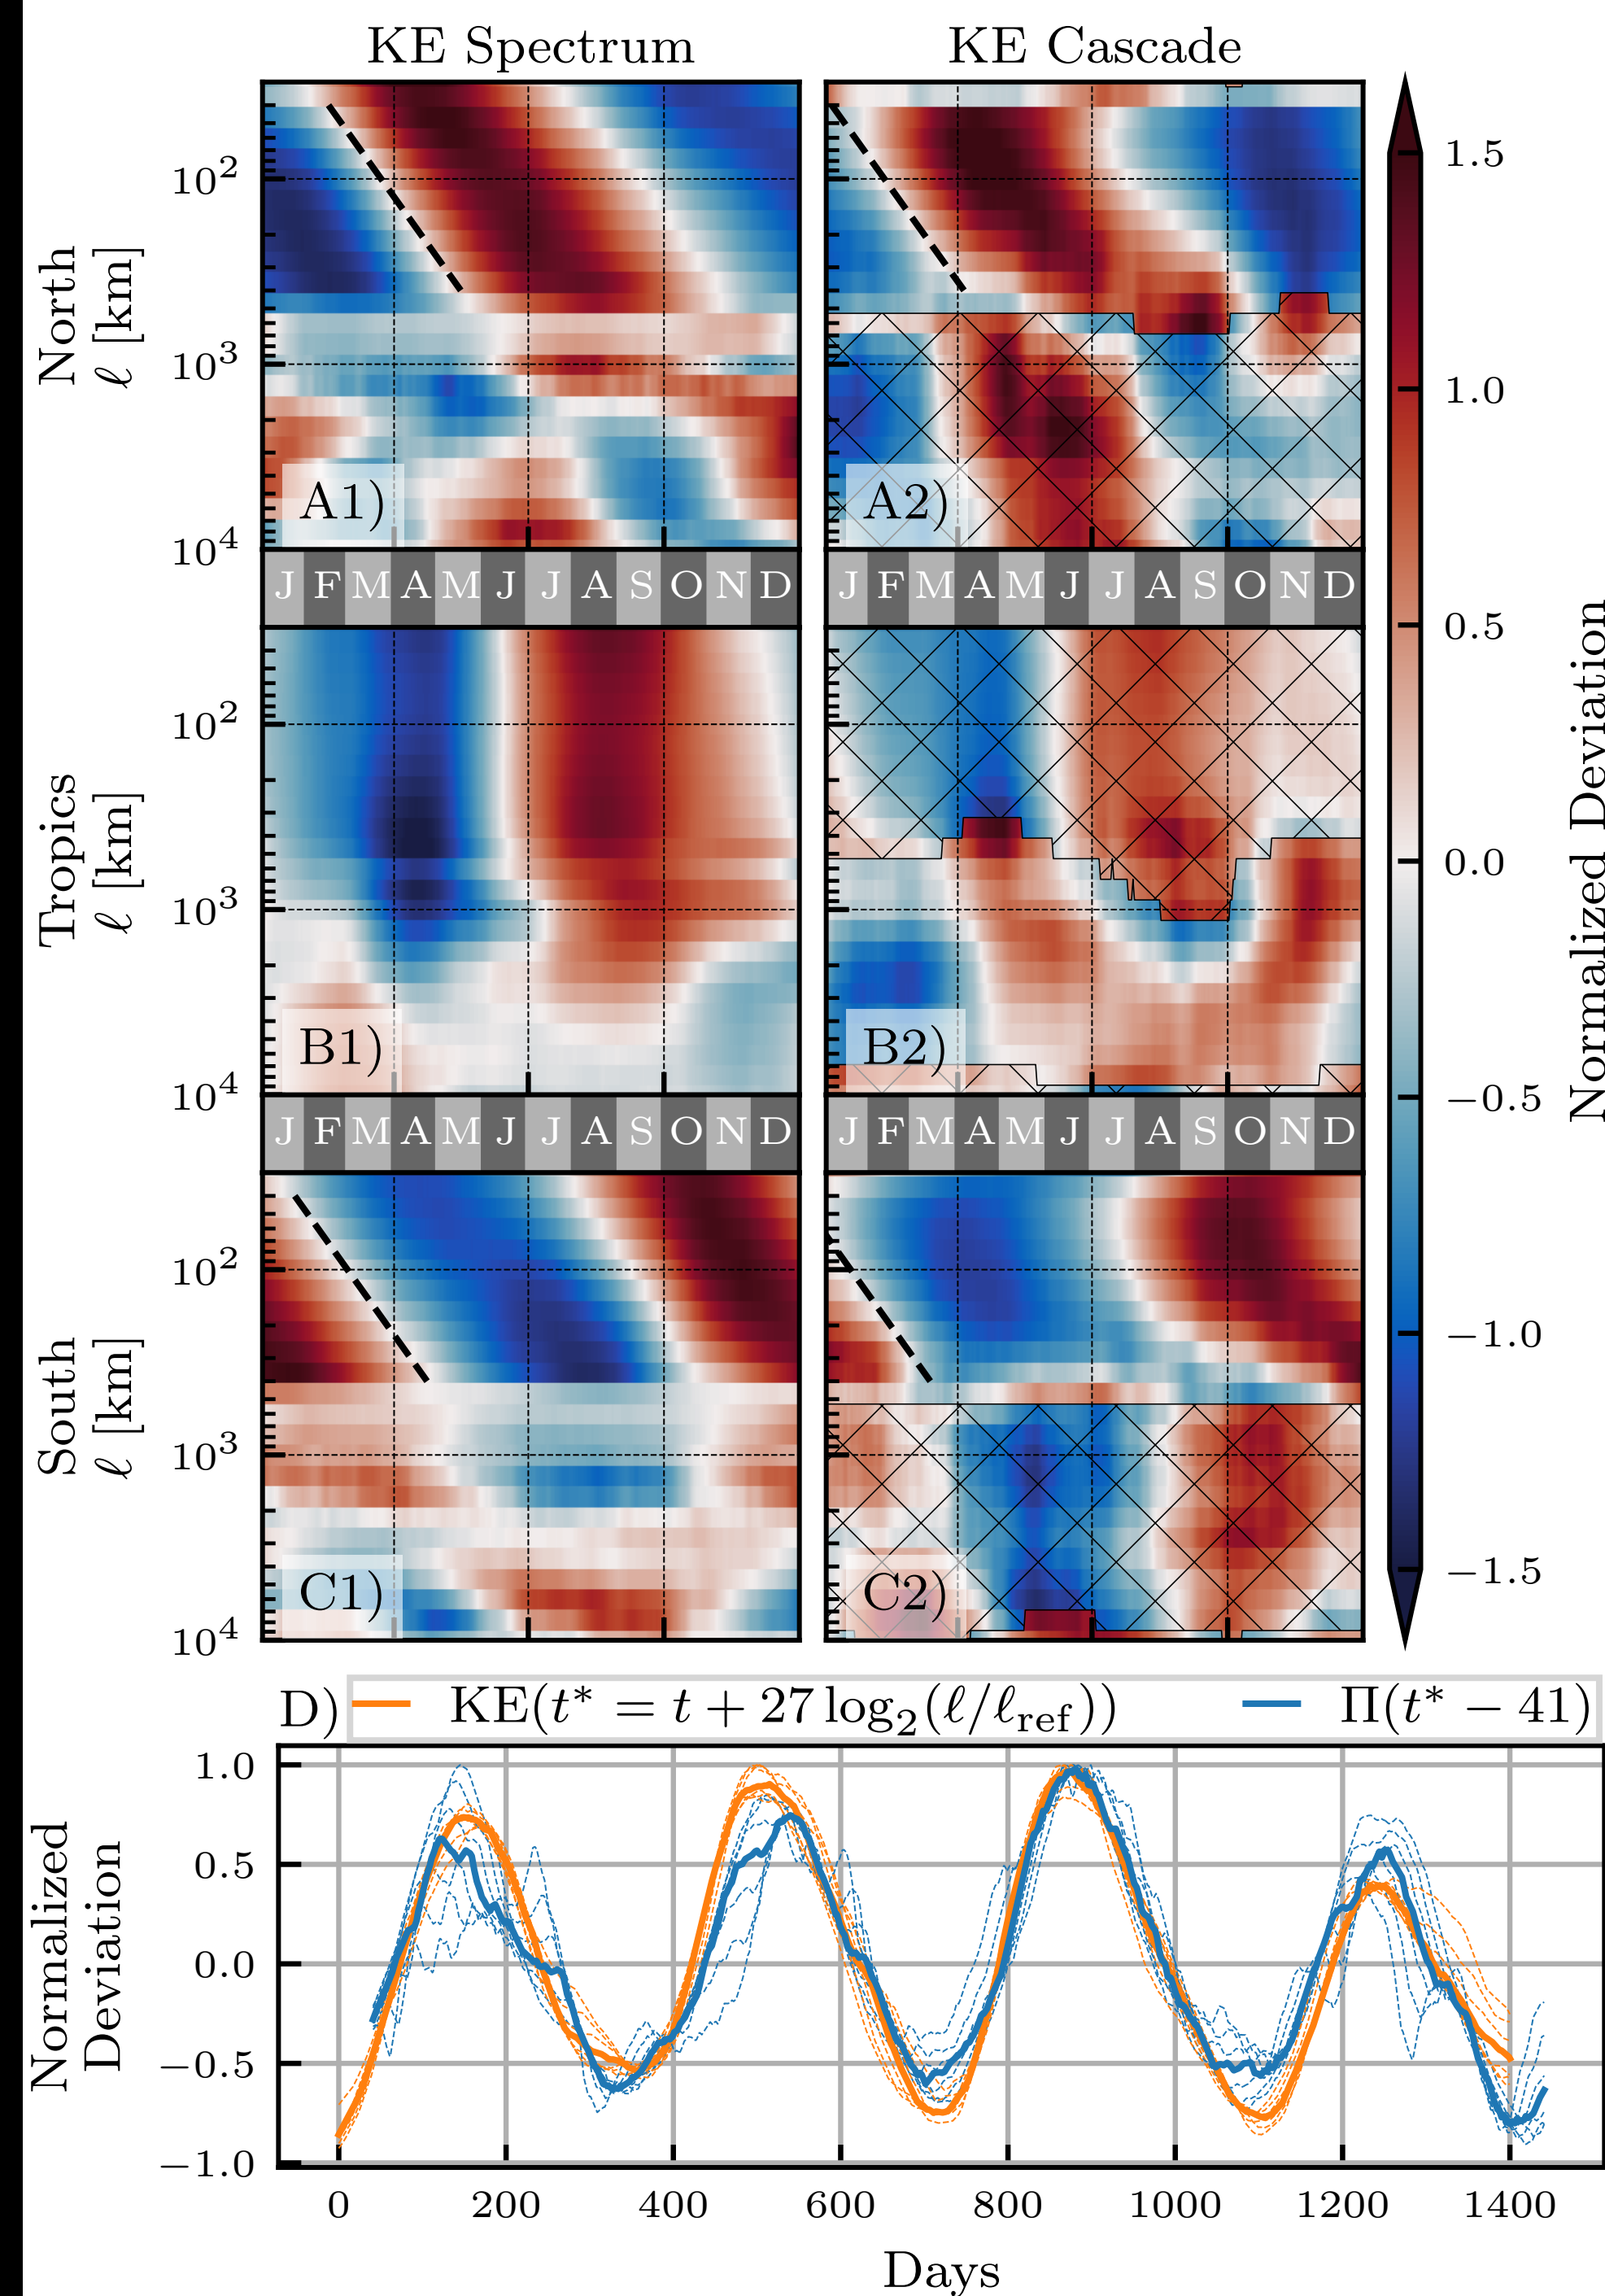 KE Spectrum
KE Cascade
North
ℓ [km]
10²
10³
10⁴
A1)
A2)
J F M A M J J A S O N D
J F M A M J J A S O N D
Tropics
ℓ [km]
10²
10³
10⁴
B1)
B2)
J F M A M J J A S O N D
J F M A M J J A S O N D
South
ℓ [km]
10²
10³
10⁴
C1)
C2)
1.5
1.0
0.5
0.0
−0.5
−1.0
−1.5
Normalized Deviation
D)
KE(t* = t + 27 log₂(ℓ/ℓ_ref))
Π(t* − 41)
Normalized
Deviation
1.0
0.5
0.0
−0.5
−1.0
0 200 400 600 800 1000 1200 1400
Days